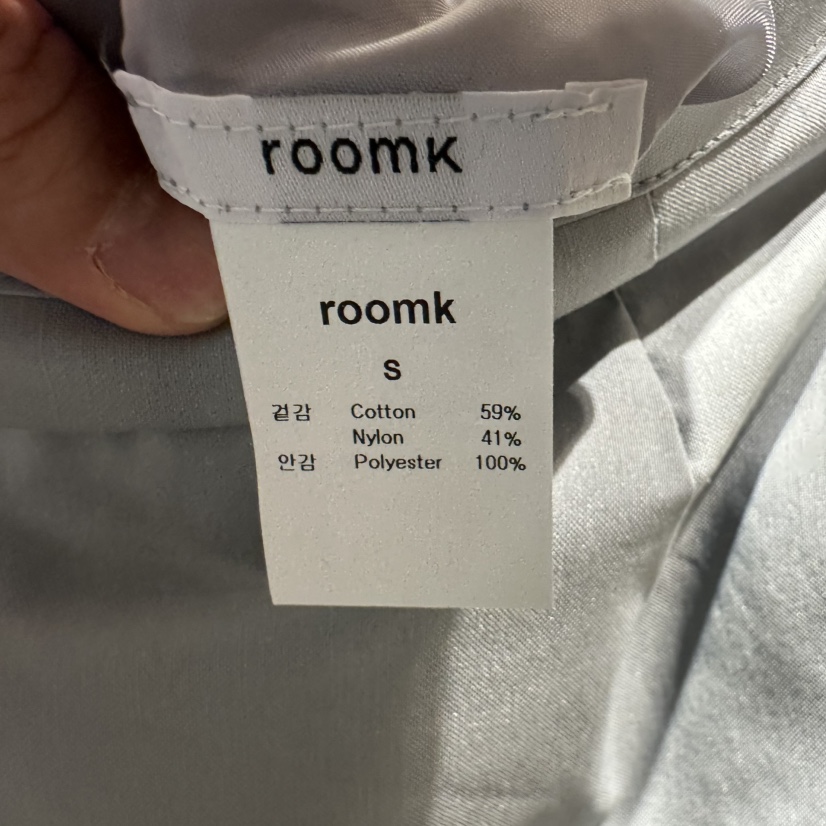 roomk
roomk
S
겉감 Cotton 59%
Nylon 41%
안감 Polyester 100%